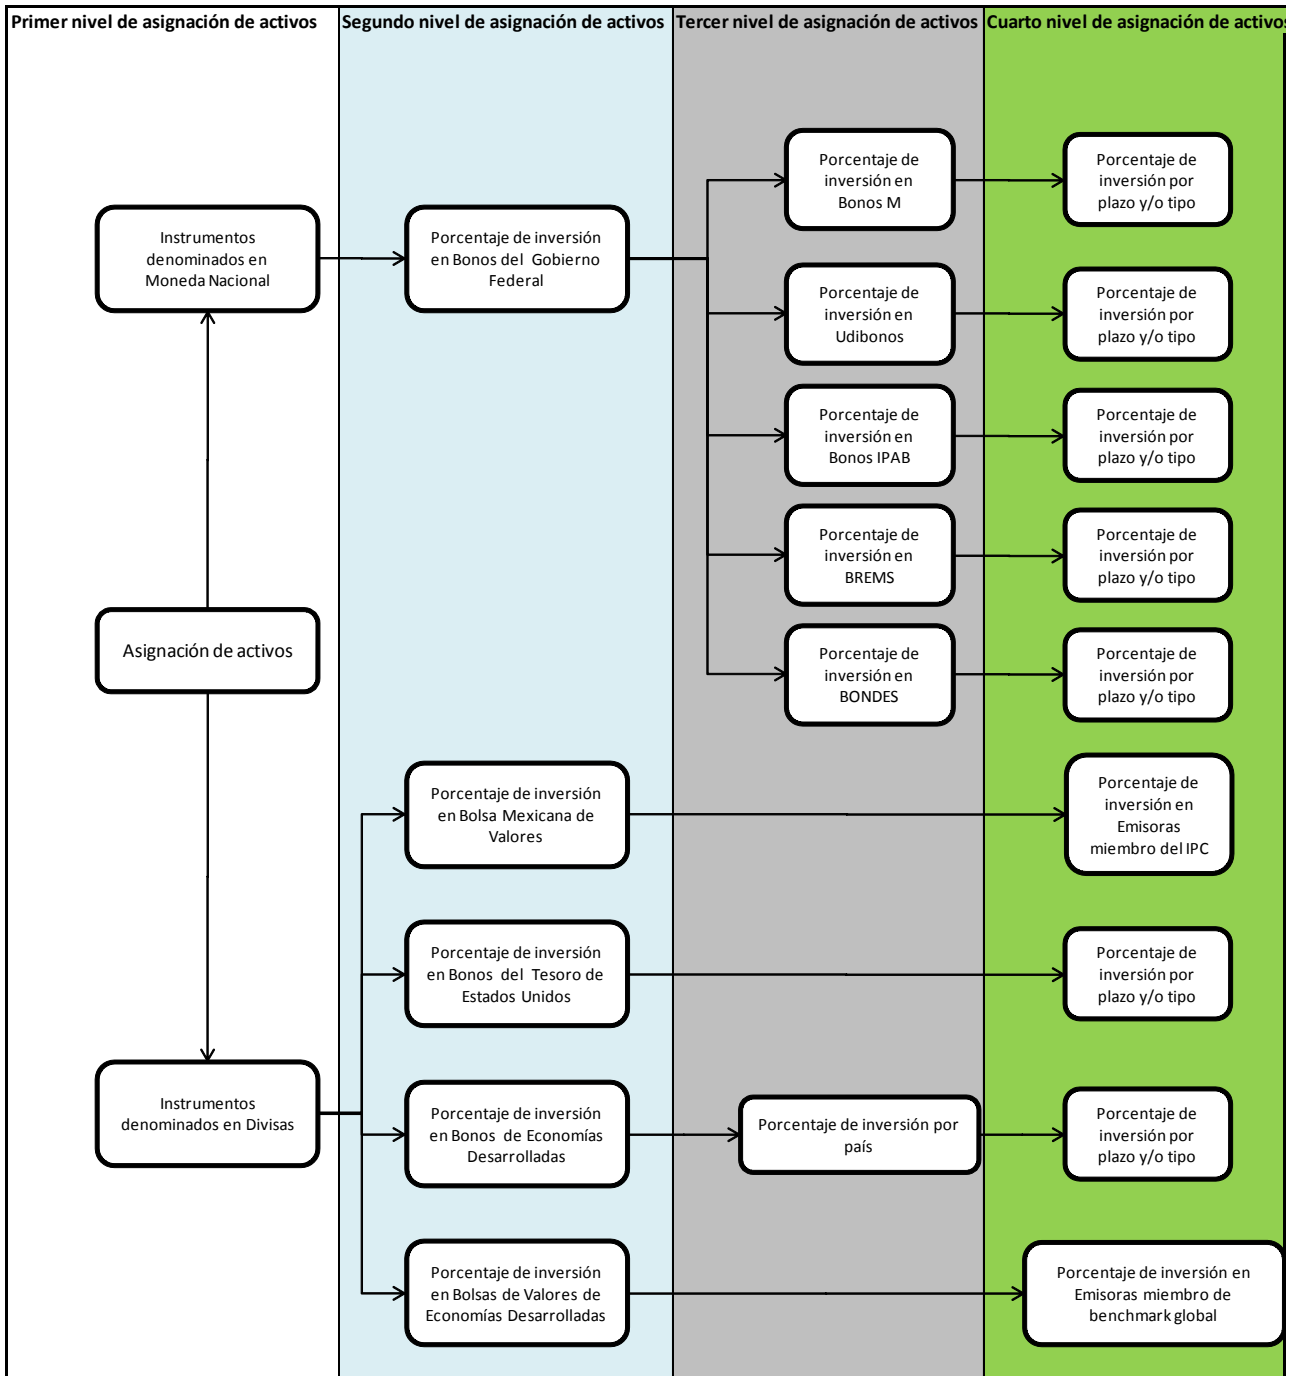 Primer nivel de asignación de activos
Segundo nivel de asignación de activos
Tercer nivel de asignación de activos
Cuarto nivel de asignación de activos
Instrumentos
denominados en
Moneda Nacional
Asignación de activos
Instrumentos
denominados en Divisas
Porcentaje de inversión
en Bonos del Gobierno
Federal
Porcentaje de inversión
en Bolsa Mexicana de
Valores
Porcentaje de inversión
en Bonos del Tesoro de
Estados Unidos
Porcentaje de inversión
en Bonos de Economías
Desarrolladas
Porcentaje de inversión
en Bolsas de Valores de
Economías Desarrolladas
Porcentaje de
inversión en
Bonos M
Porcentaje de
inversión en
Udibonos
Porcentaje de
inversión en
Bonos IPAB
Porcentaje de
inversión en
BREMS
Porcentaje de
inversión en
BONDES
Porcentaje de inversión por
país
Porcentaje de
inversión por
plazo y/o tipo
Porcentaje de
inversión por
plazo y/o tipo
Porcentaje de
inversión por
plazo y/o tipo
Porcentaje de
inversión por
plazo y/o tipo
Porcentaje de
inversión por
plazo y/o tipo
Porcentaje de
inversión en
Emisoras
miembro del IPC
Porcentaje de
inversión por
plazo y/o tipo
Porcentaje de
inversión por
plazo y/o tipo
Porcentaje de inversión en
Emisoras miembro de
benchmark global